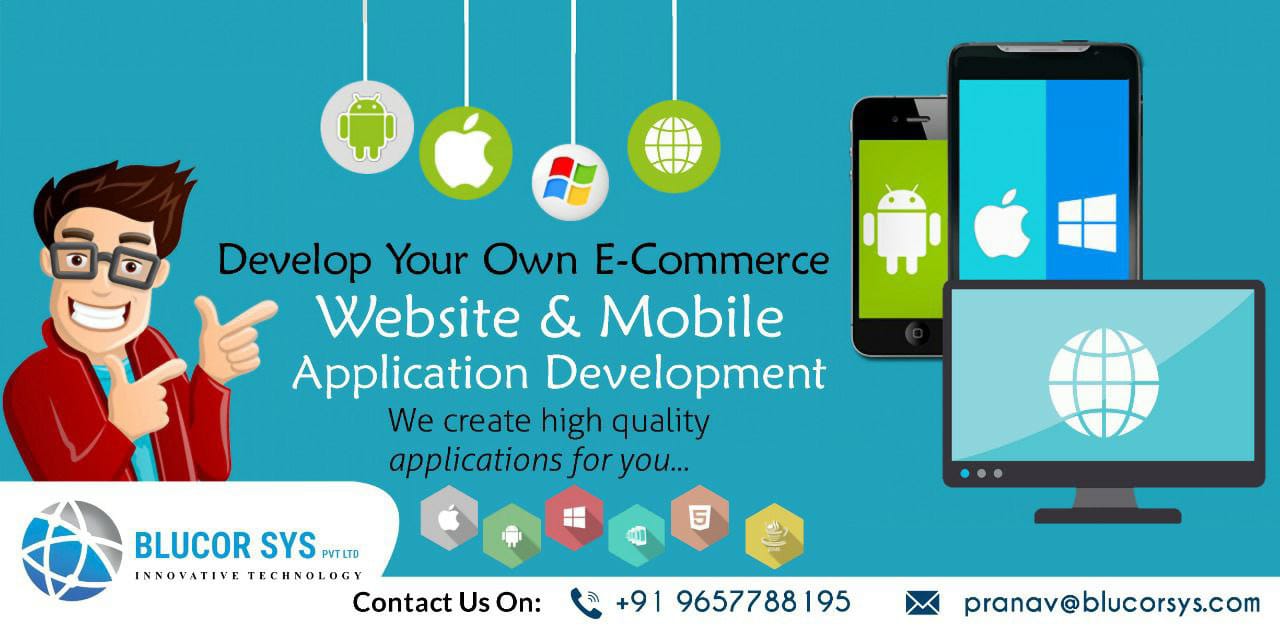 Develop Your Own E-Commerce
Website & Mobile
Application Development
We create high quality
applications for you...
5
BLUCOR SYS PVT LTD
INNOVATIVE TECHNOLOGY
Contact Us On: +91 9657788195 pranav@blucorsys.com